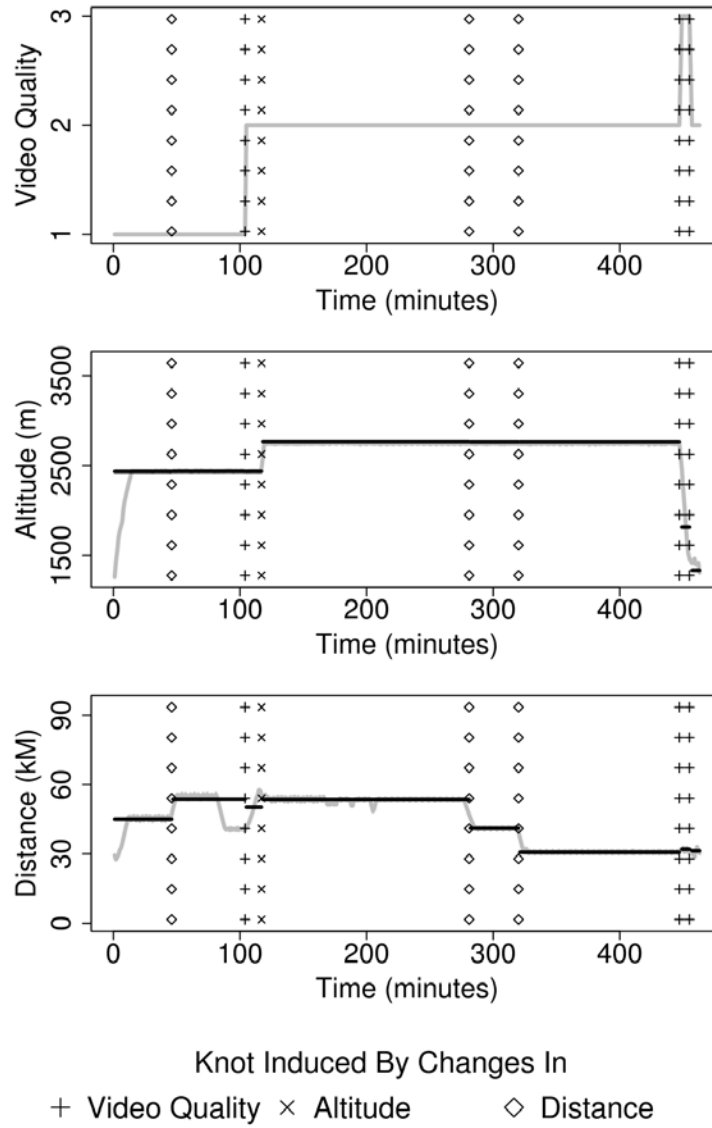 Video Quality
3
2
1
0 100 200 300 400
Time (minutes)
Altitude (m)
3500
2500
1500
0 100 200 300 400
Time (minutes)
Distance (kM)
90
60
30
0
0 100 200 300 400
Time (minutes)
Knot Induced By Changes In
+ Video Quality × Altitude ◇ Distance